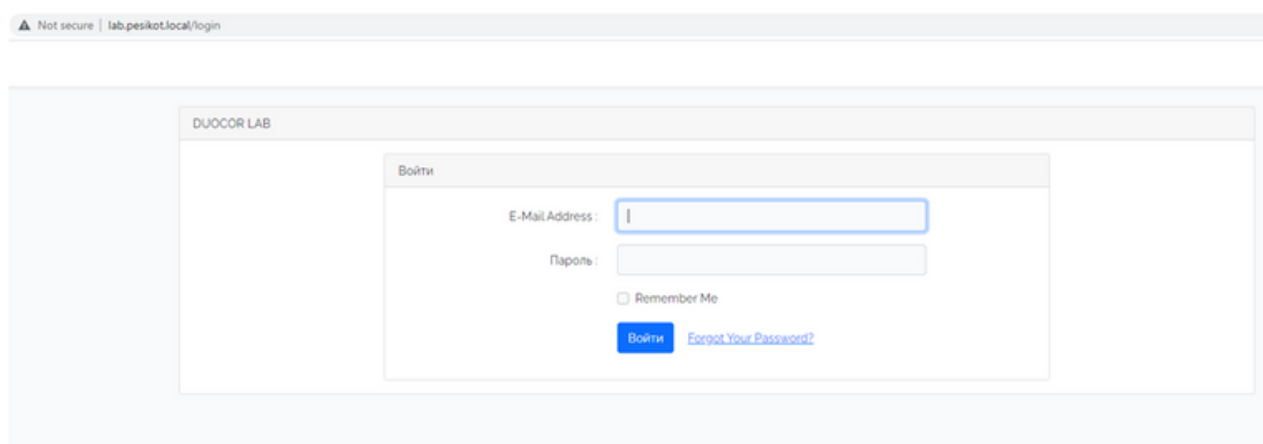 Not secure | lab.pesikot.local/login
DUOCOR LAB
Войти
E-Mail Address :
Пароль :
Remember Me
Войти Forgot Your Password?